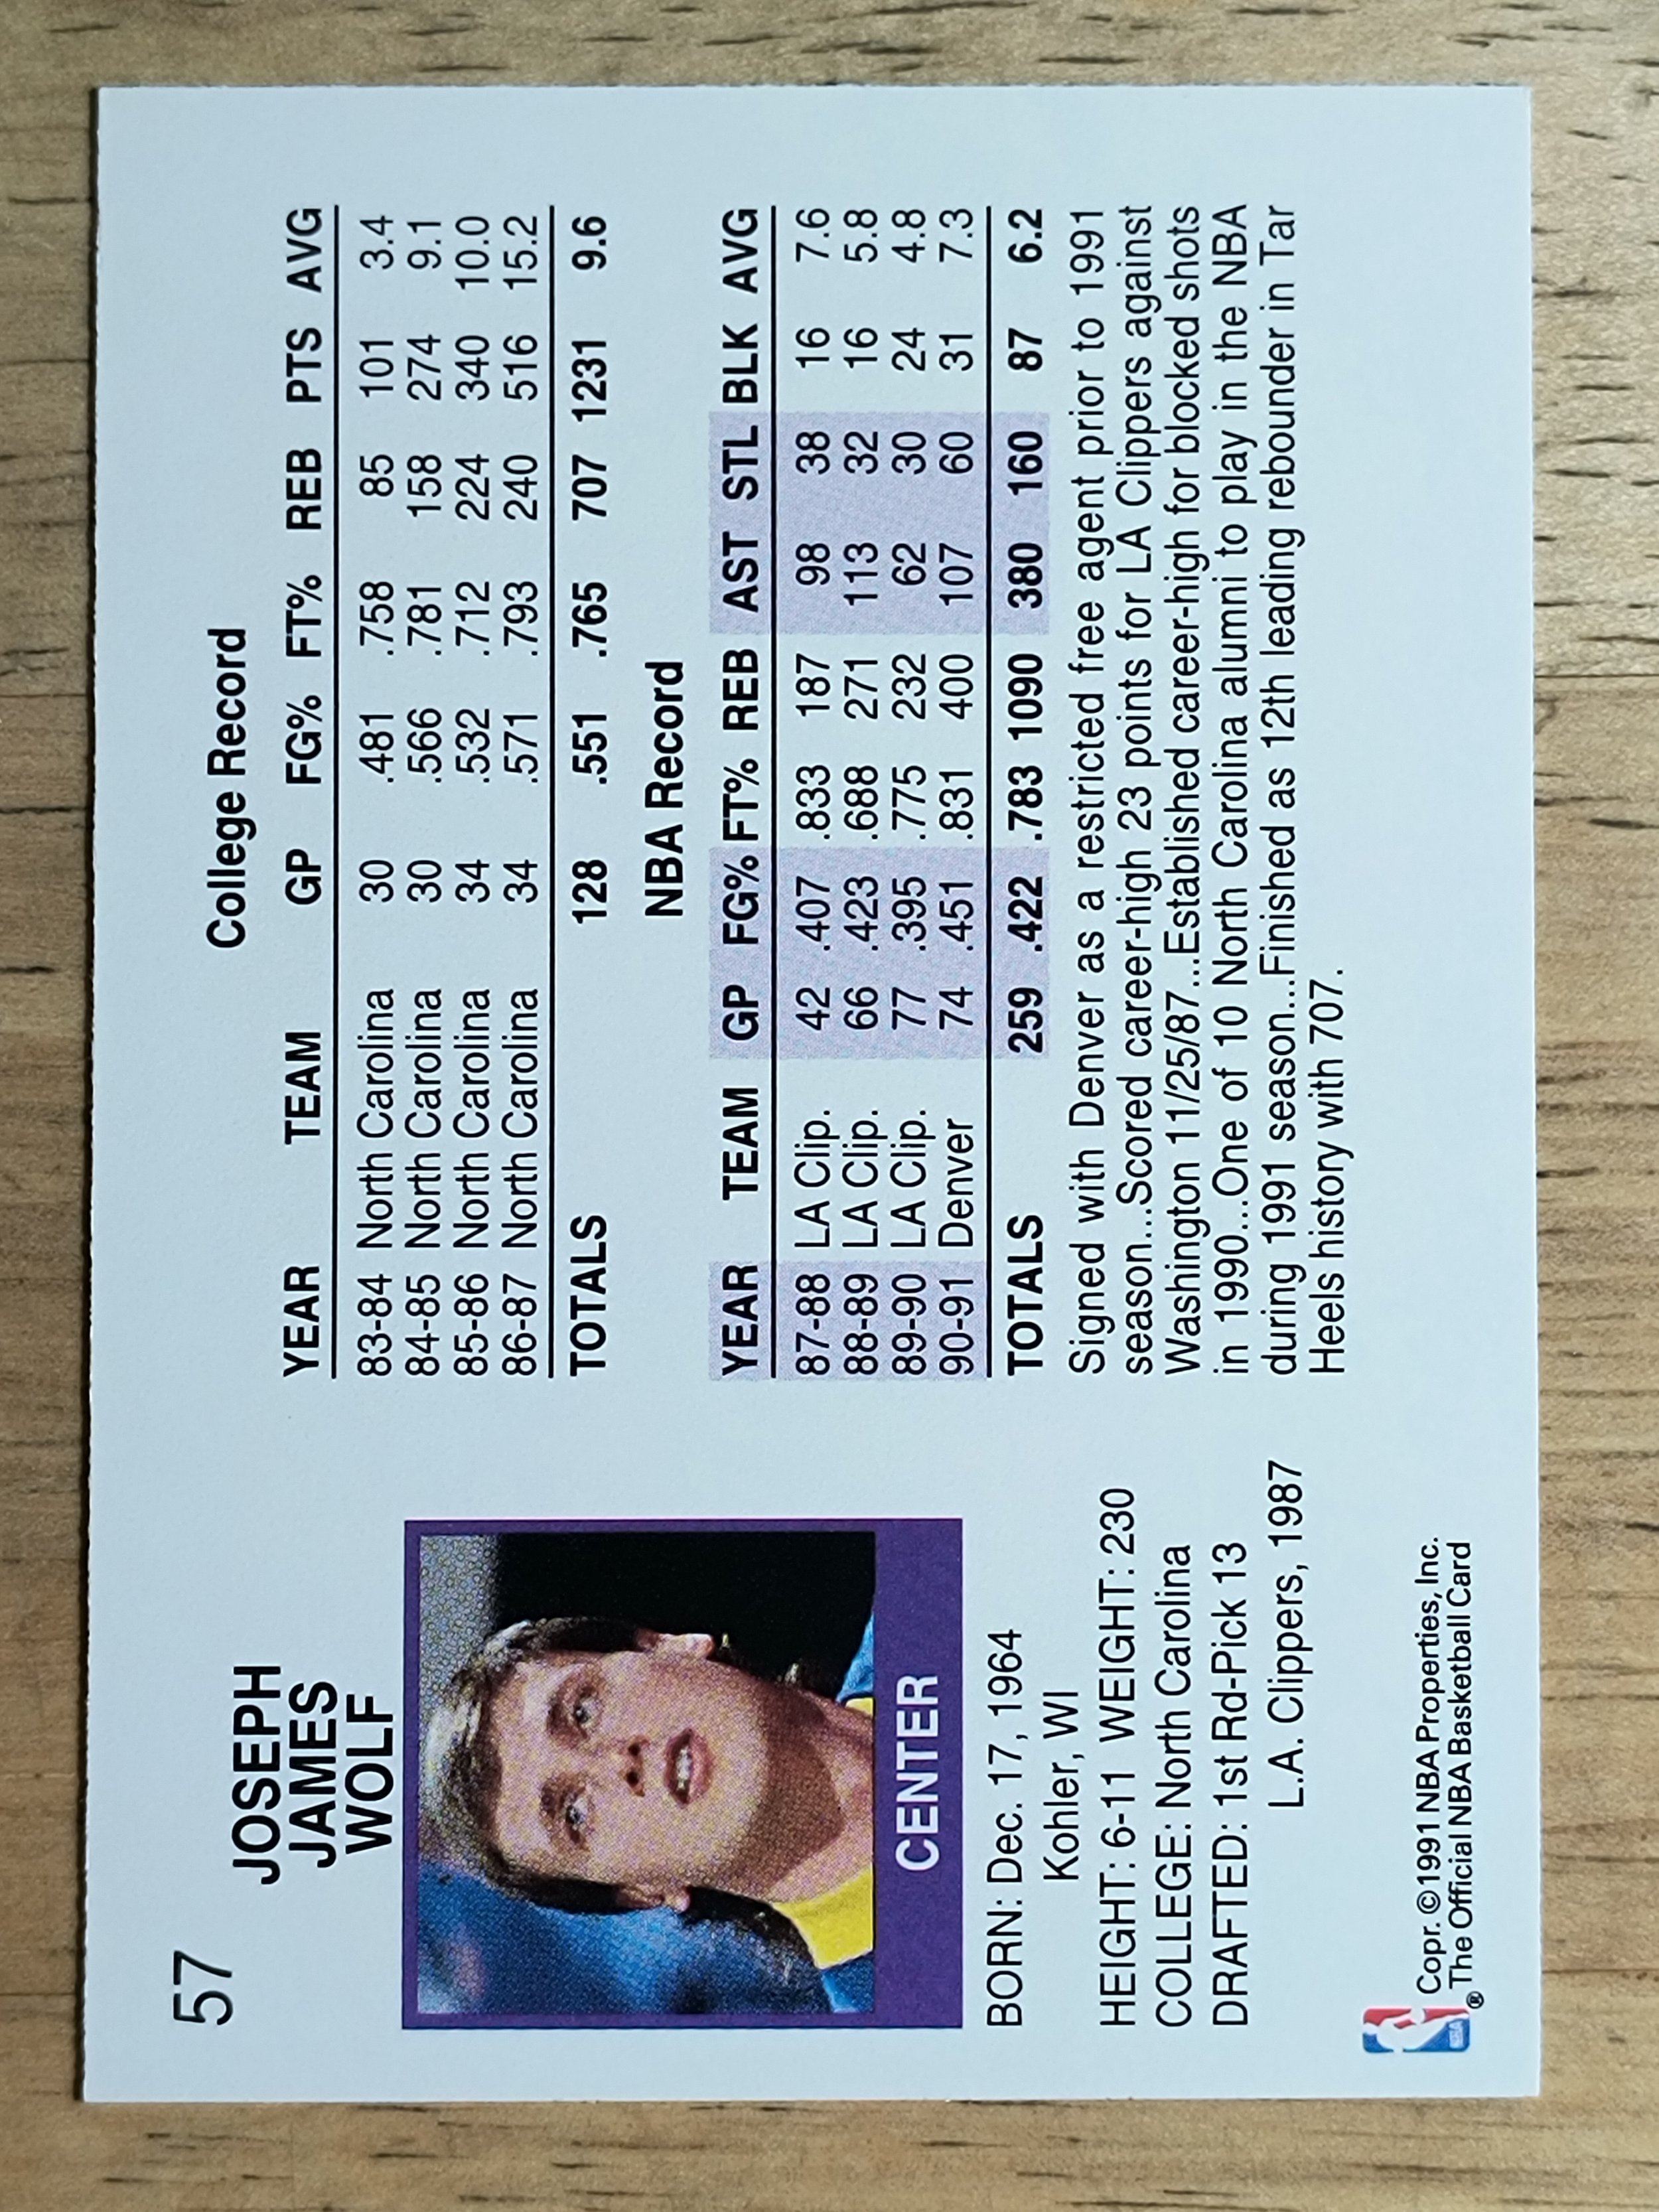 57
JOSEPH
JAMES
WOLF
CENTER
BORN: Dec. 17, 1964
Kohler, WI
HEIGHT: 6-11 WEIGHT: 230
COLLEGE: North Carolina
DRAFTED: 1st Rd-Pick 13
L.A. Clippers, 1987
NBA
®
Copr. ©1991 NBA Properties, Inc.
The Official NBA Basketball Card
College Record
YEAR TEAM GP FG% FT% REB PTS AVG
83-84 North Carolina 30 .481 .758 85 101 3.4
84-85 North Carolina 30 .566 .781 158 274 9.1
85-86 North Carolina 34 .532 .712 224 340 10.0
86-87 North Carolina 34 .571 .793 240 516 15.2
TOTALS 128 .551 .765 707 1231 9.6
NBA Record
YEAR TEAM GP FG% FT% REB AST STL BLK AVG
87-88 LA Clip. 42 .407 .833 187 98 38 16 7.6
88-89 LA Clip. 66 .423 .688 271 113 32 16 5.8
89-90 LA Clip. 77 .395 .775 232 62 30 24 4.8
90-91 Denver 74 .451 .831 400 107 60 31 7.3
TOTALS 259 .422 .783 1090 380 160 87 6.2
Signed with Denver as a restricted free agent prior to 1991
season...Scored career-high 23 points for LA Clippers against
Washington 11/25/87...Established career-high for blocked shots
in 1990...One of 10 North Carolina alumni to play in the NBA
during 1991 season...Finished as 12th leading rebounder in Tar
Heels history with 707.